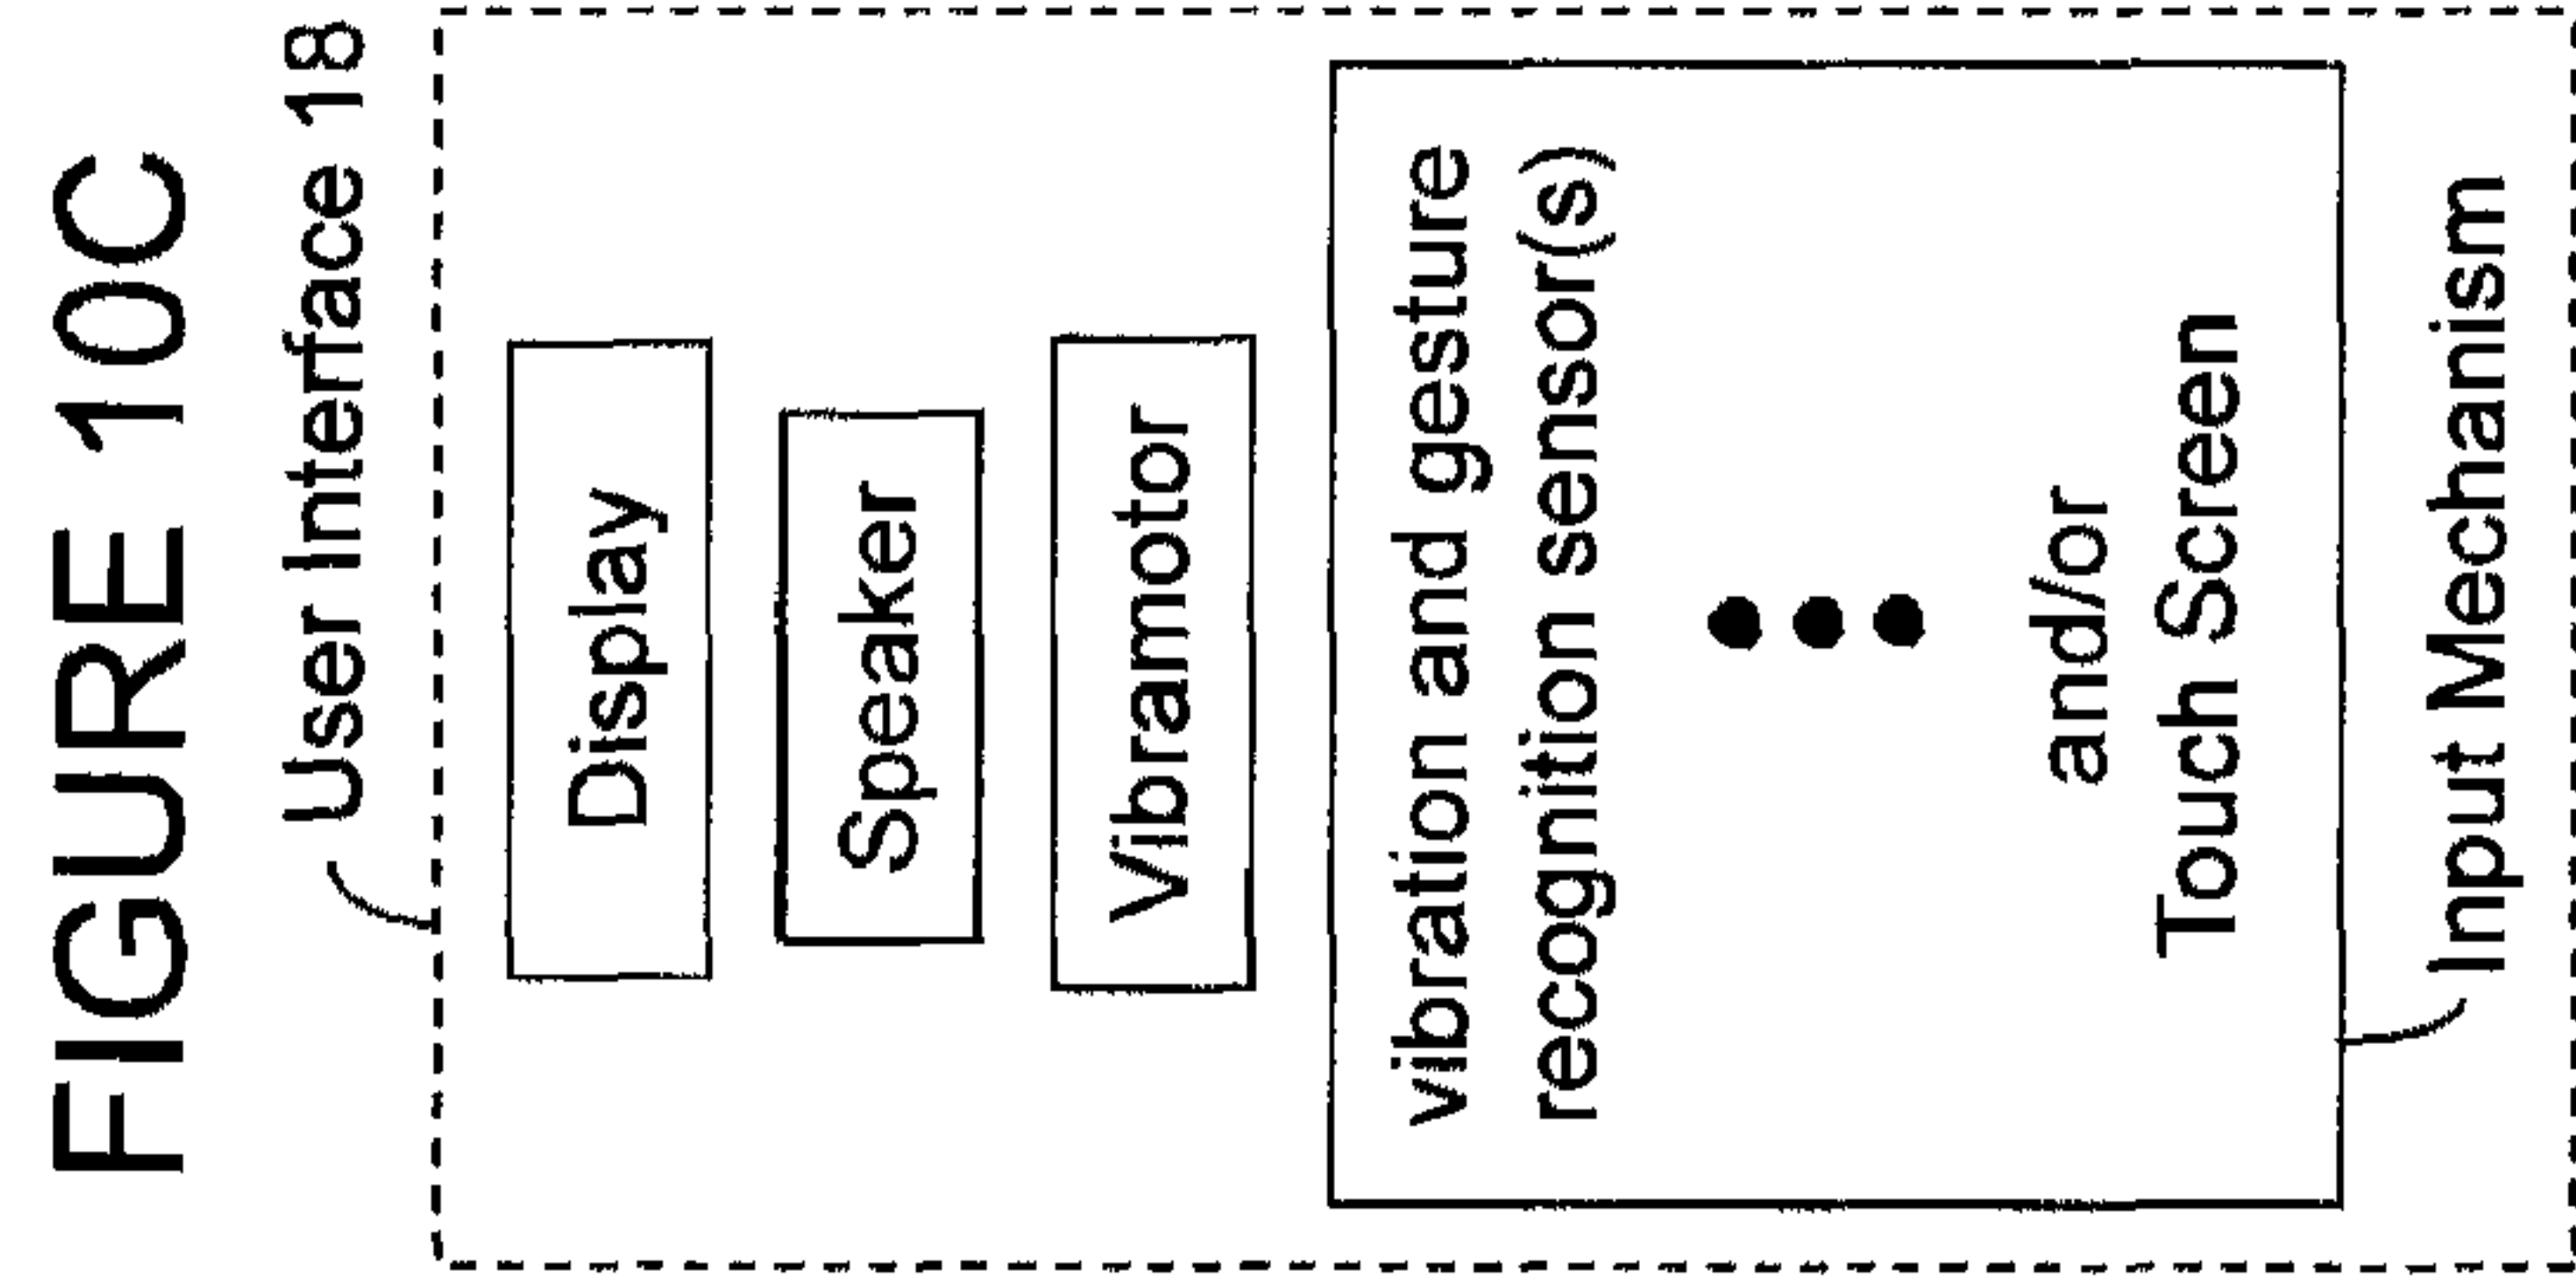 FIGURE 10C
User Interface 18
Display
Speaker
Vibramotor
vibration and gesture
recognition sensor(s)
and/or
Touch Screen
Input Mechanism